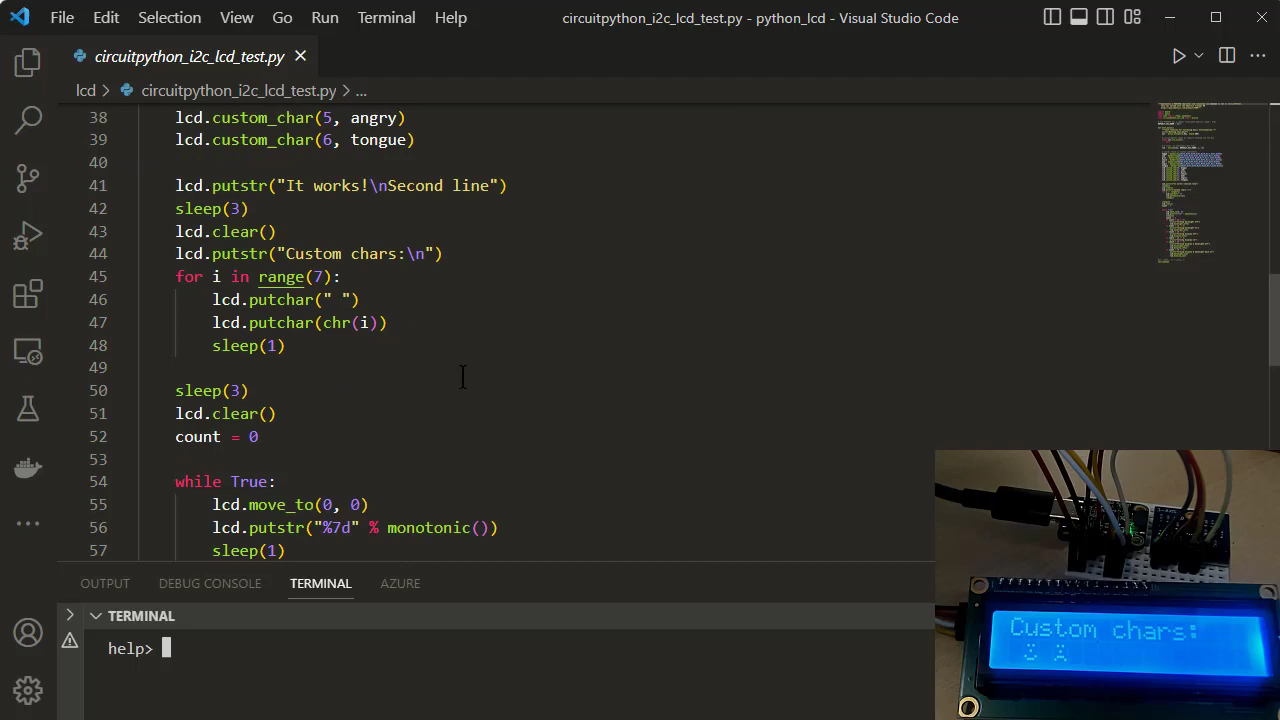 File Edit Selection View Go Run Terminal Help circuitpython_i2c_lcd_test.py - python_lcd - Visual Studio Code
circuitpython_i2c_lcd_test.py
lcd > circuitpython_i2c_lcd_test.py > ...
38 lcd.custom_char(5, angry)
39 lcd.custom_char(6, tongue)
40
41 lcd.putstr("It works!\nSecond line")
42 sleep(3)
43 lcd.clear()
44 lcd.putstr("Custom chars:\n")
45 for i in range(7):
46 lcd.putchar(" ")
47 lcd.putchar(chr(i))
48 sleep(1)
49
50 sleep(3)
51 lcd.clear()
52 count = 0
53
54 while True:
55 lcd.move_to(0, 0)
56 lcd.putstr("%7d" % monotonic())
57 sleep(1)
OUTPUT DEBUG CONSOLE TERMINAL AZURE
TERMINAL
help>
Custom chars: